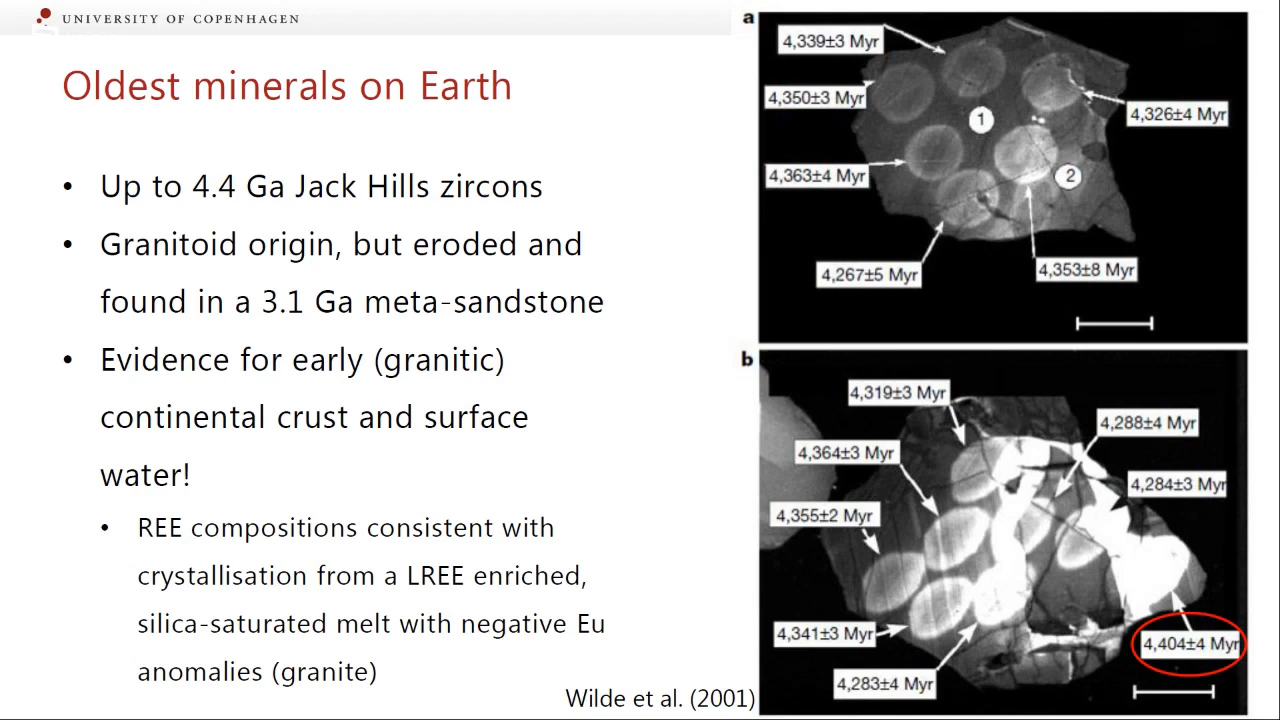 UNIVERSITY OF COPENHAGEN
Oldest minerals on Earth
• Up to 4.4 Ga Jack Hills zircons
• Granitoid origin, but eroded and
found in a 3.1 Ga meta-sandstone
• Evidence for early (granitic)
continental crust and surface
water!
• REE compositions consistent with
crystallisation from a LREE enriched,
silica-saturated melt with negative Eu
anomalies (granite)
Wilde et al. (2001)
a
4,339±3 Myr
4,350±3 Myr
4,326±4 Myr
1
4,363±4 Myr
2
4,267±5 Myr
4,353±8 Myr
b
4,319±3 Myr
4,288±4 Myr
4,364±3 Myr
4,284±3 Myr
4,355±2 Myr
4,341±3 Myr
4,404±4 Myr
4,283±4 Myr